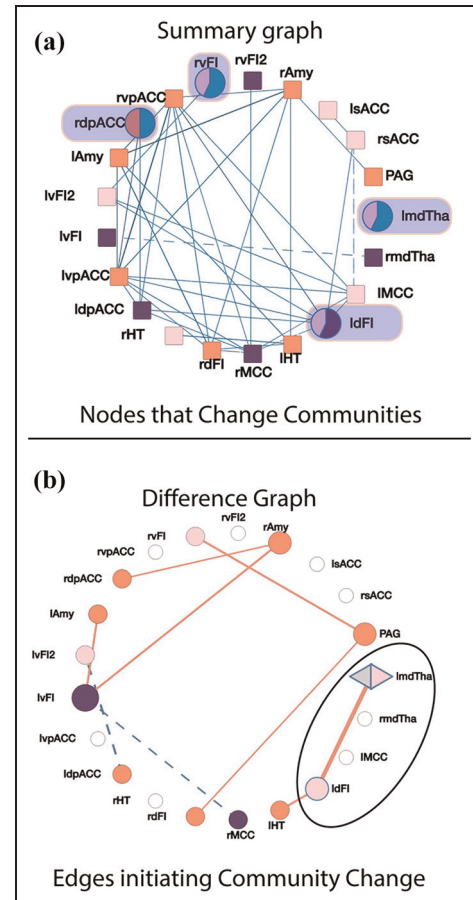 (a)
Summary graph
rvFI
rvFI2
rvpACC
rAmy
lsACC
rdpACC
rsACC
lAmy
PAG
lvFI2
lmdTha
lvFI
rmdTha
lvpACC
lMCC
ldpACC
ldFI
rHT
rdFI
rMCC
lHT
Nodes that Change Communities
(b)
Difference Graph
rvFI
rvFI2
rAmy
rvpACC
lsACC
rdpACC
rsACC
lAmy
PAG
lvFI2
lmdTha
lvFI
rmdTha
lvpACC
lMCC
ldpACC
ldFI
rHT
rdFI
rMCC
lHT
Edges initiating Community Change